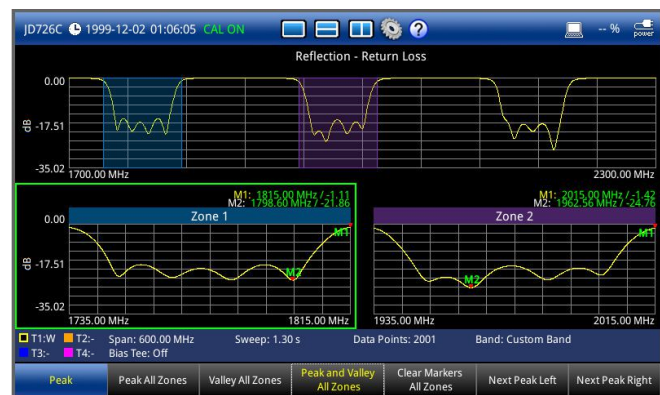 JD726C 1999-12-02 01:06:05 CAL ON -- % power
Reflection - Return Loss
0.00
dB -17.51
-35.02
1700.00 MHz 2300.00 MHz
M1: 1815.00 MHz / -1.11
M2: 1798.60 MHz / -21.86
Zone 1
0.00
M1
dB -17.51
M2
-35.02
1735.00 MHz 1815.00 MHz
M1: 2015.00 MHz / -1.42
M2: 1962.56 MHz / -24.76
Zone 2
M1
M2
1935.00 MHz 2015.00 MHz
T1:W T2:- Span: 600.00 MHz Sweep: 1.30 s Data Points: 2001 Band: Custom Band
T3:- T4:- Bias Tee: Off
Peak
Peak All Zones
Valley All Zones
Peak and Valley
All Zones
Clear Markers
All Zones
Next Peak Left
Next Peak Right